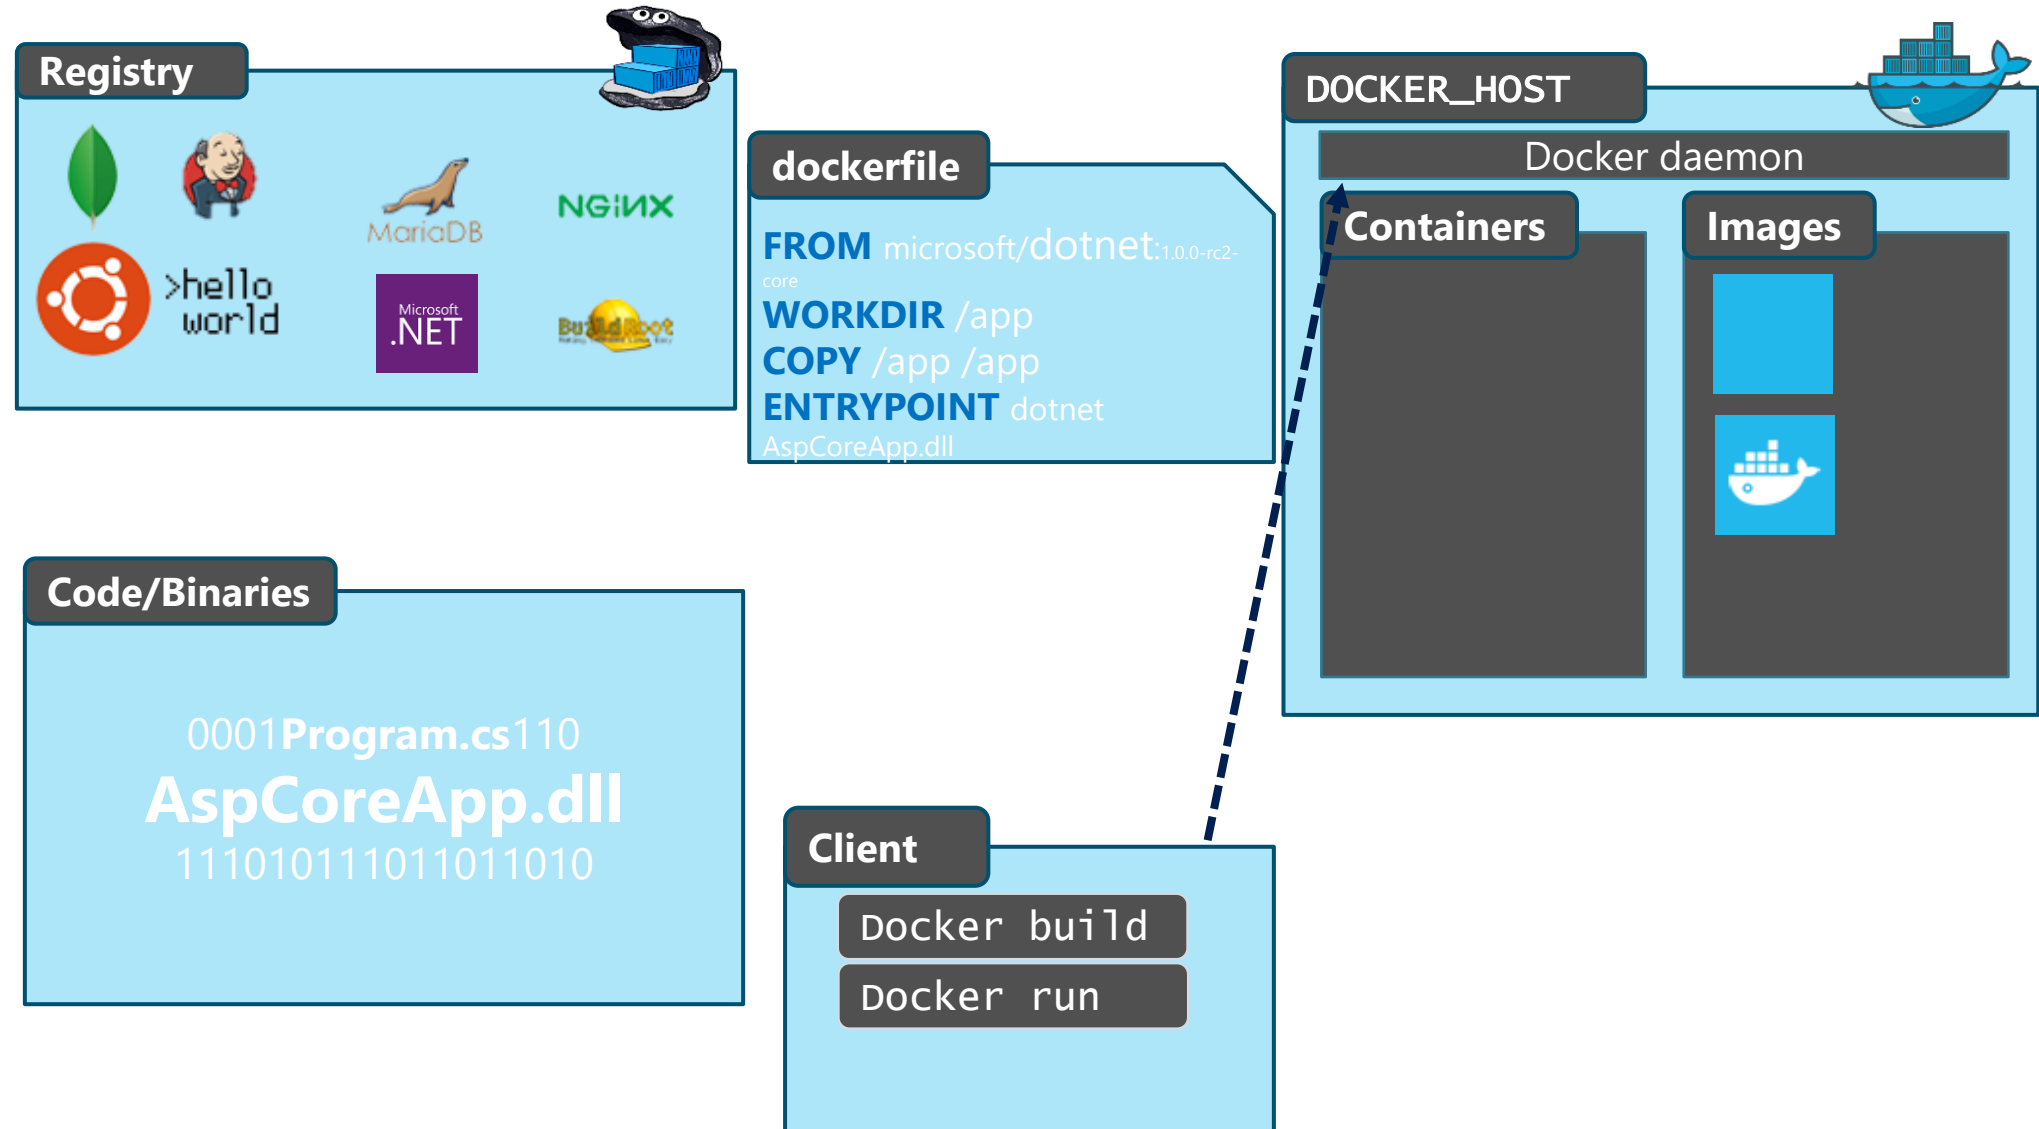 Registry
MariaDB
NGiNX
>hello
world
Microsoft
.NET
BuildRoot
dockerfile
FROM microsoft/dotnet:1.0.0-rc2-
core
WORKDIR /app
COPY /app /app
ENTRYPOINT dotnet
AspCoreApp.dll
DOCKER_HOST
Docker daemon
Containers
Images
Code/Binaries
0001Program.cs110
AspCoreApp.dll
111010111011011010
Client
Docker build
Docker run